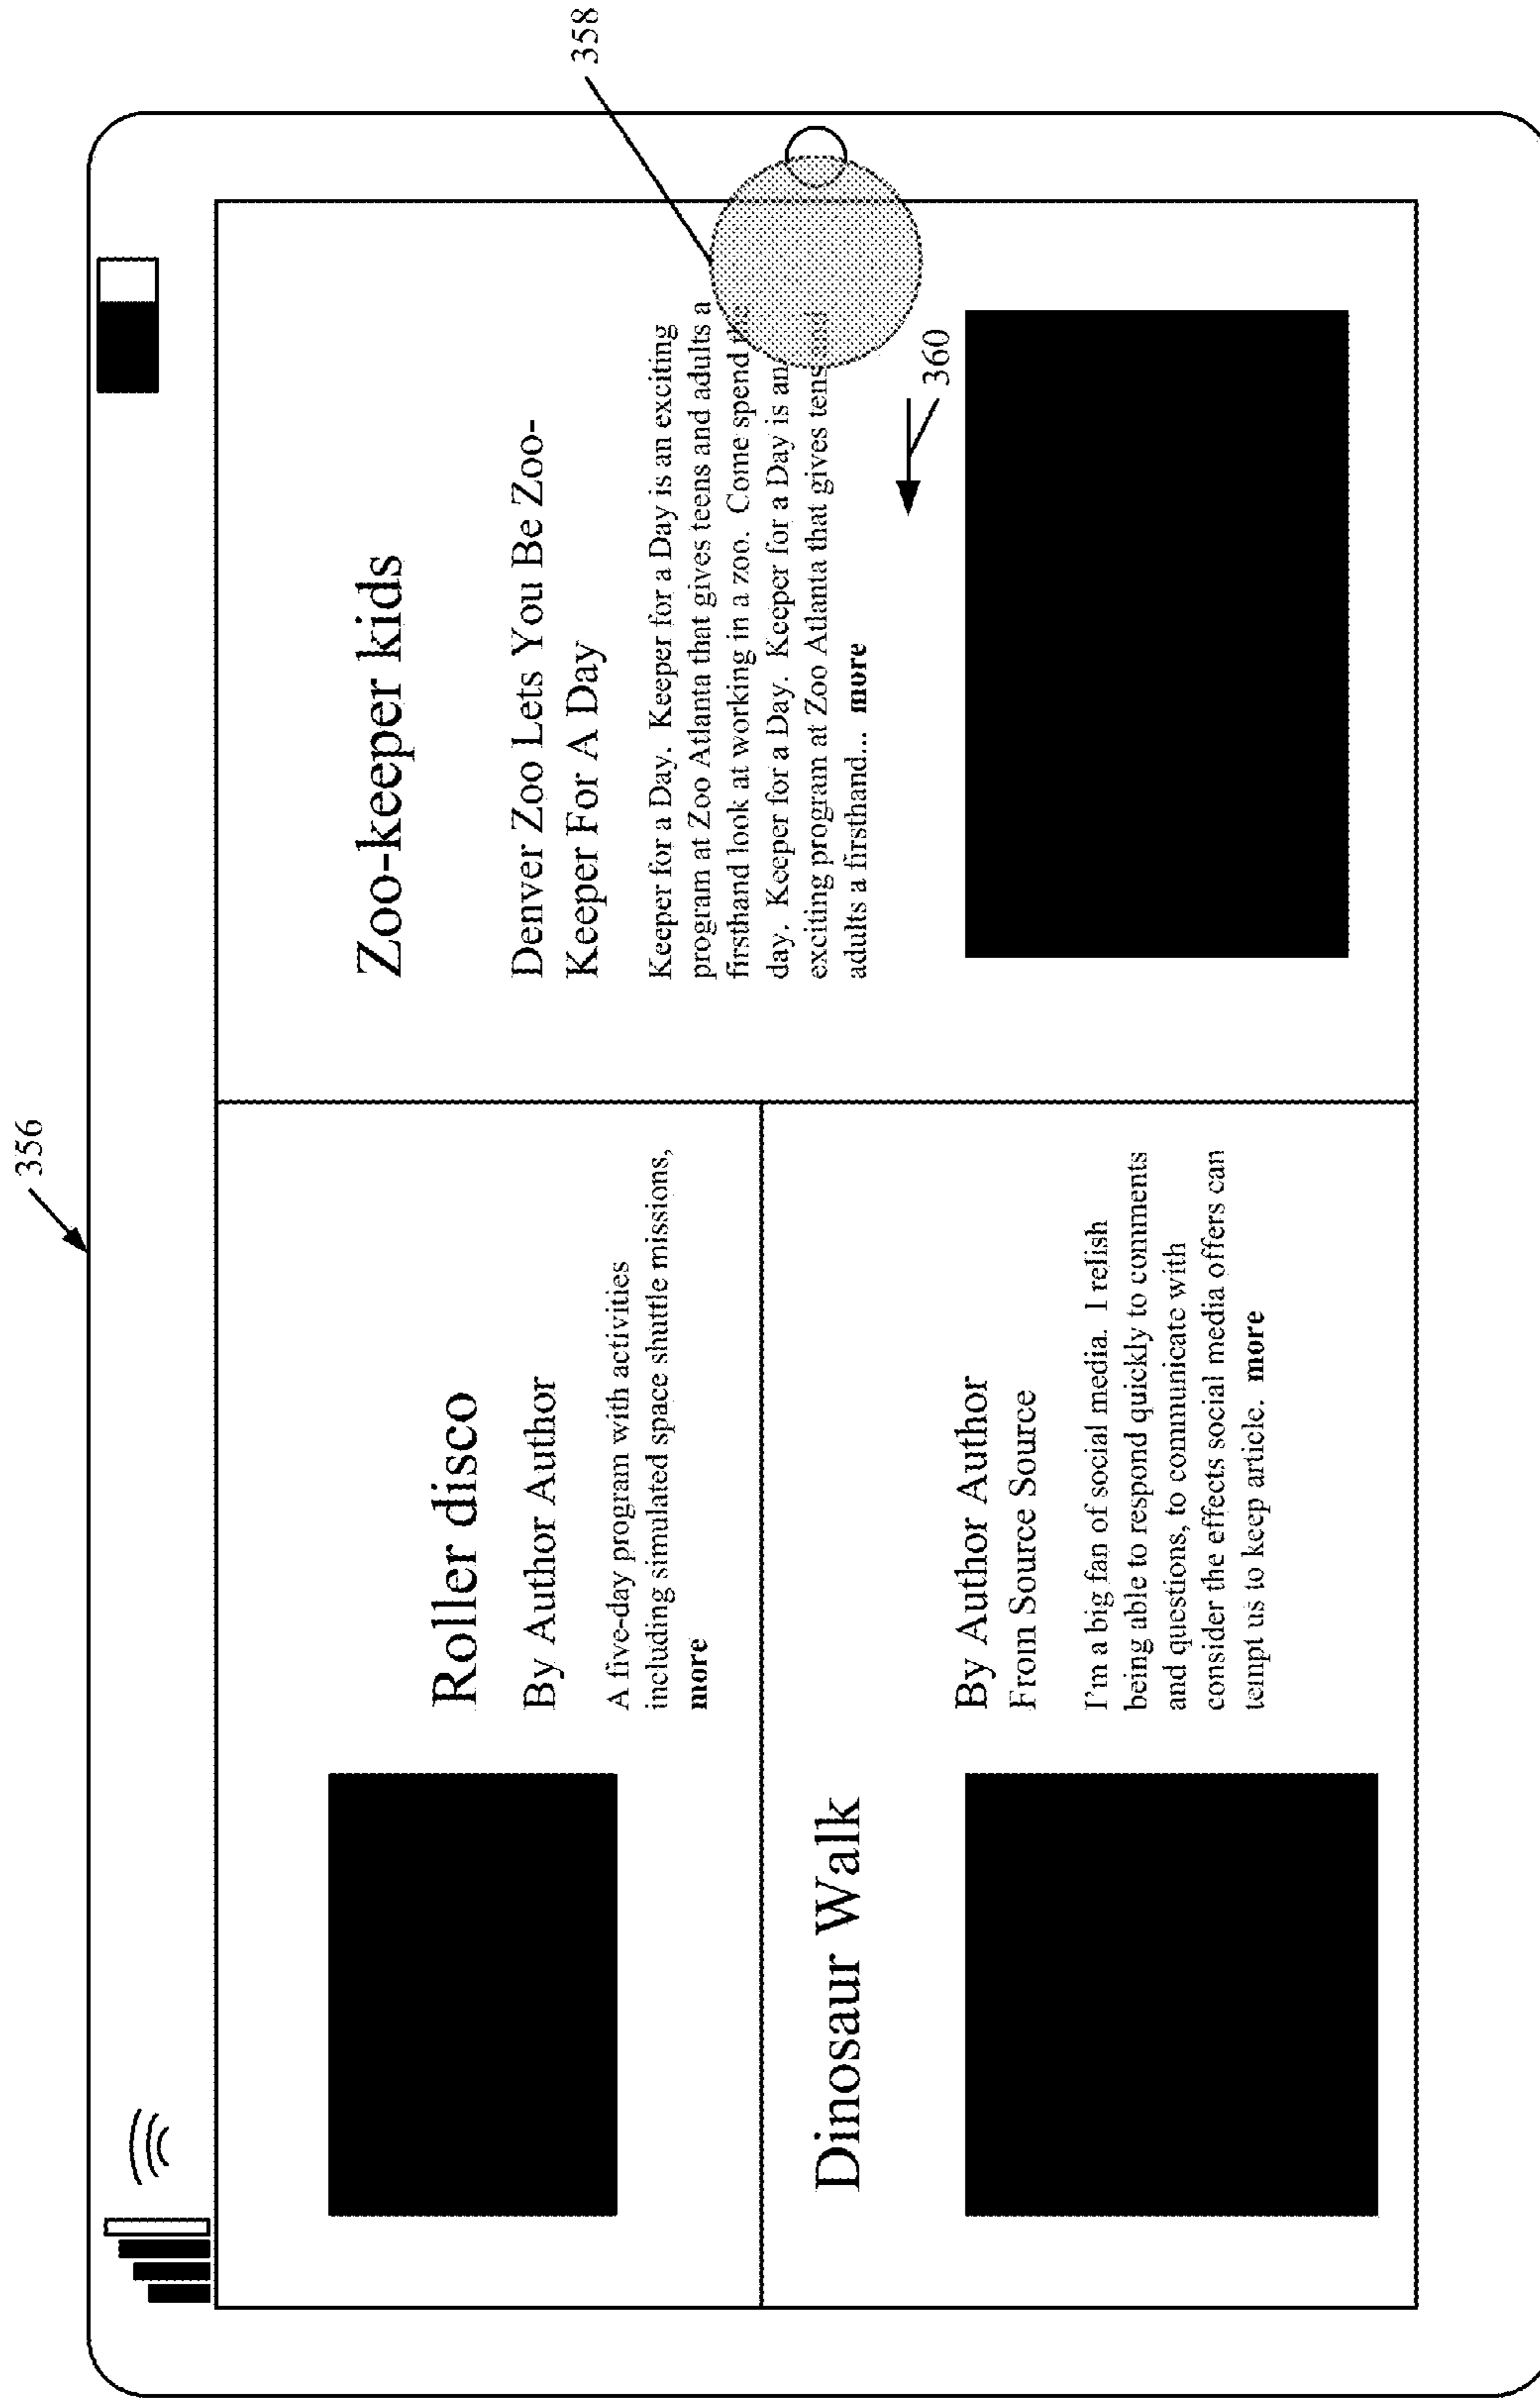 356
Roller disco
By Author Author
A five-day program with activities
including simulated space shuttle missions,
more
Dinosaur Walk
By Author Author
From Source Source
I'm a big fan of social media. I relish
being able to respond quickly to comments
and questions, to communicate with
consider the effects social media offers can
tempt us to keep article. more
Zoo-keeper kids
Denver Zoo Lets You Be Zoo-
Keeper For A Day
Keeper for a Day. Keeper for a Day is an exciting
program at Zoo Atlanta that gives teens and adults a
firsthand look at working in a zoo. Come spend the
day. Keeper for a Day. Keeper for a Day is an
exciting program at Zoo Atlanta that gives tens and
adults a firsthand... more
358
360